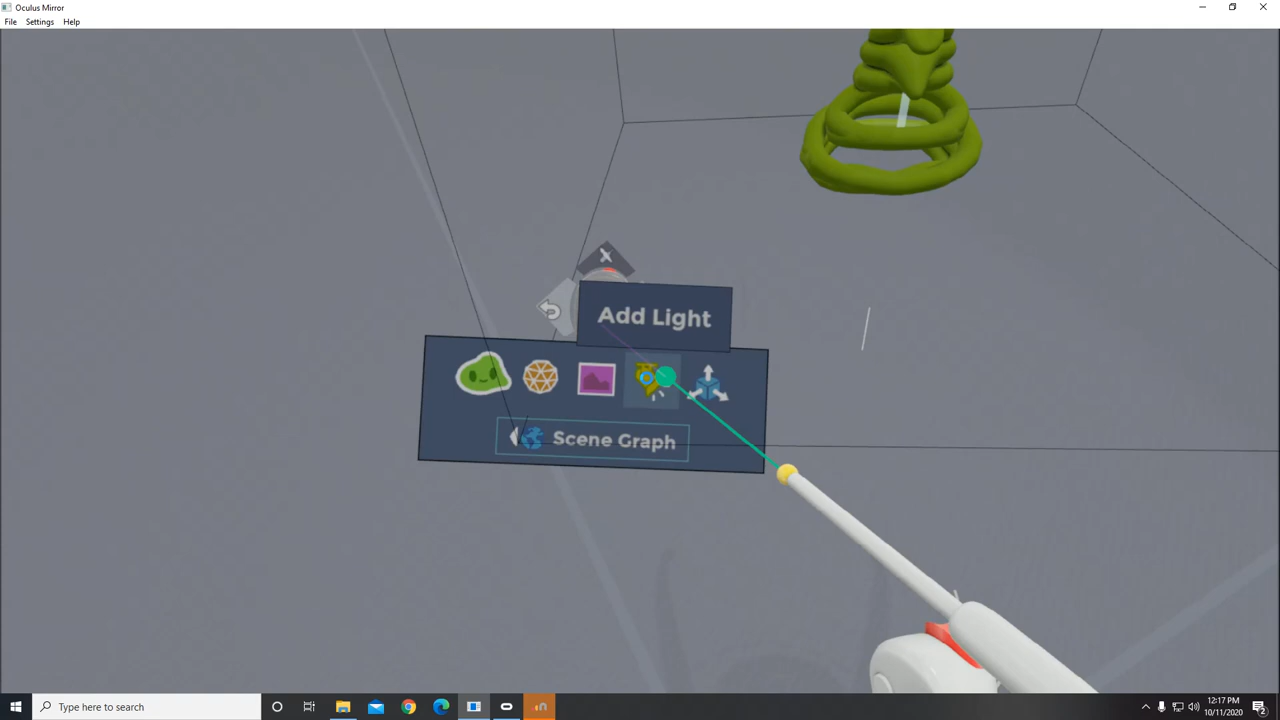 Oculus Mirror
File Settings Help
X
Add Light
Scene Graph
Type here to search
12:17 PM
10/11/2020
2